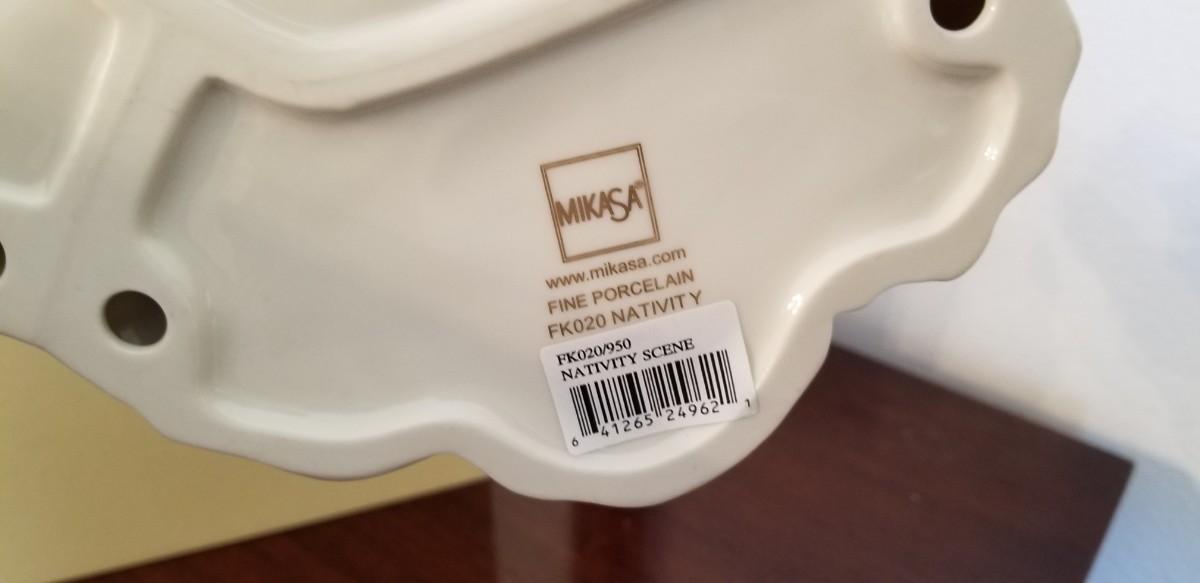 MIKASA®
www.mikasa.com
FINE PORCELAIN
FK020 NATIVITY
FK020/950
NATIVITY SCENE
6 41265 24962 1